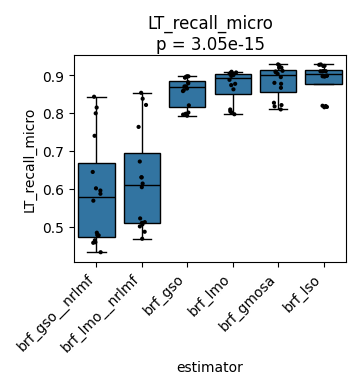 LT_recall_micro
p = 3.05e-15
LT_recall_micro
0.9
0.8
0.7
0.6
0.5
brf_gso__nrlmf
brf_lmo__nrlmf
brf_gso
brf_lmo
brf_gmosa
brf_lso
estimator